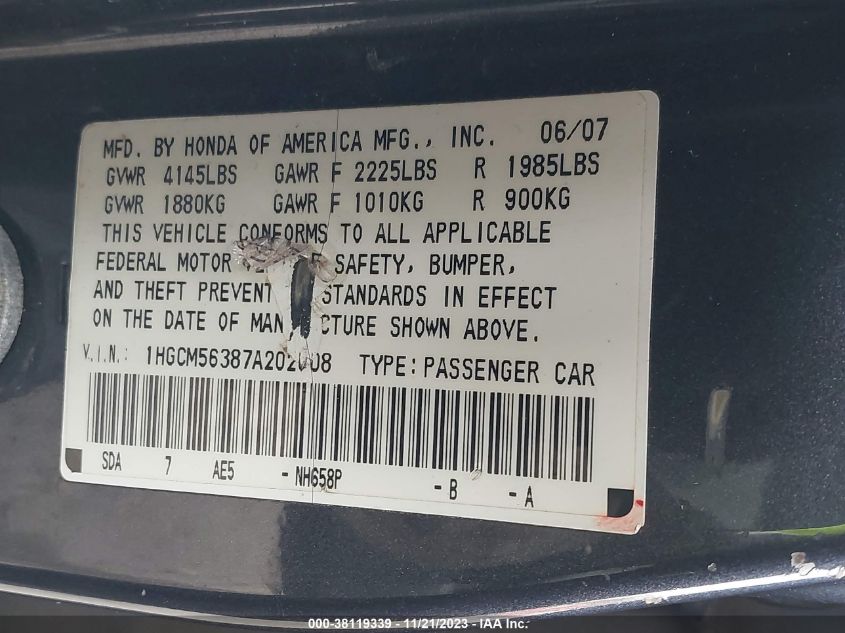 MFD. BY HONDA OF AMERICA MFG., INC. 06/07
GVWR 4145LBS GAWR F 2225LBS R 1985LBS
GVWR 1880KG GAWR F 1010KG R 900KG
THIS VEHICLE CONFORMS TO ALL APPLICABLE
FEDERAL MOTOR SAFETY, BUMPER,
AND THEFT PREVENT STANDARDS IN EFFECT
ON THE DATE OF MAN CTURE SHOWN ABOVE.
V.I.N.: 1HGCM56387A202008 TYPE: PASSENGER CAR
SDA 7 AE5 -NH658P -B -A
000-38119339 - 11/21/2023 - IAA Inc.